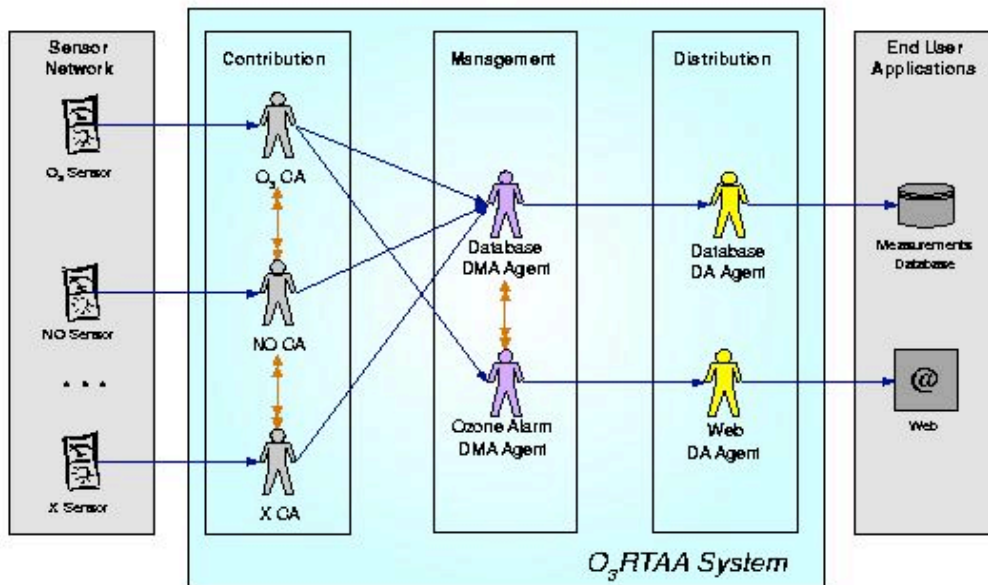 Sensor
Network
O₃ Sensor
NO Sensor
. . .
X Sensor
Contribution
O₃ CA
NO CA
X CA
Management
Database
DMA Agent
Ozone Alarm
DMA Agent
Distribution
Database
DA Agent
Web
DA Agent
End User
Applications
Measurements
Database
@
Web
O₃RTAA System